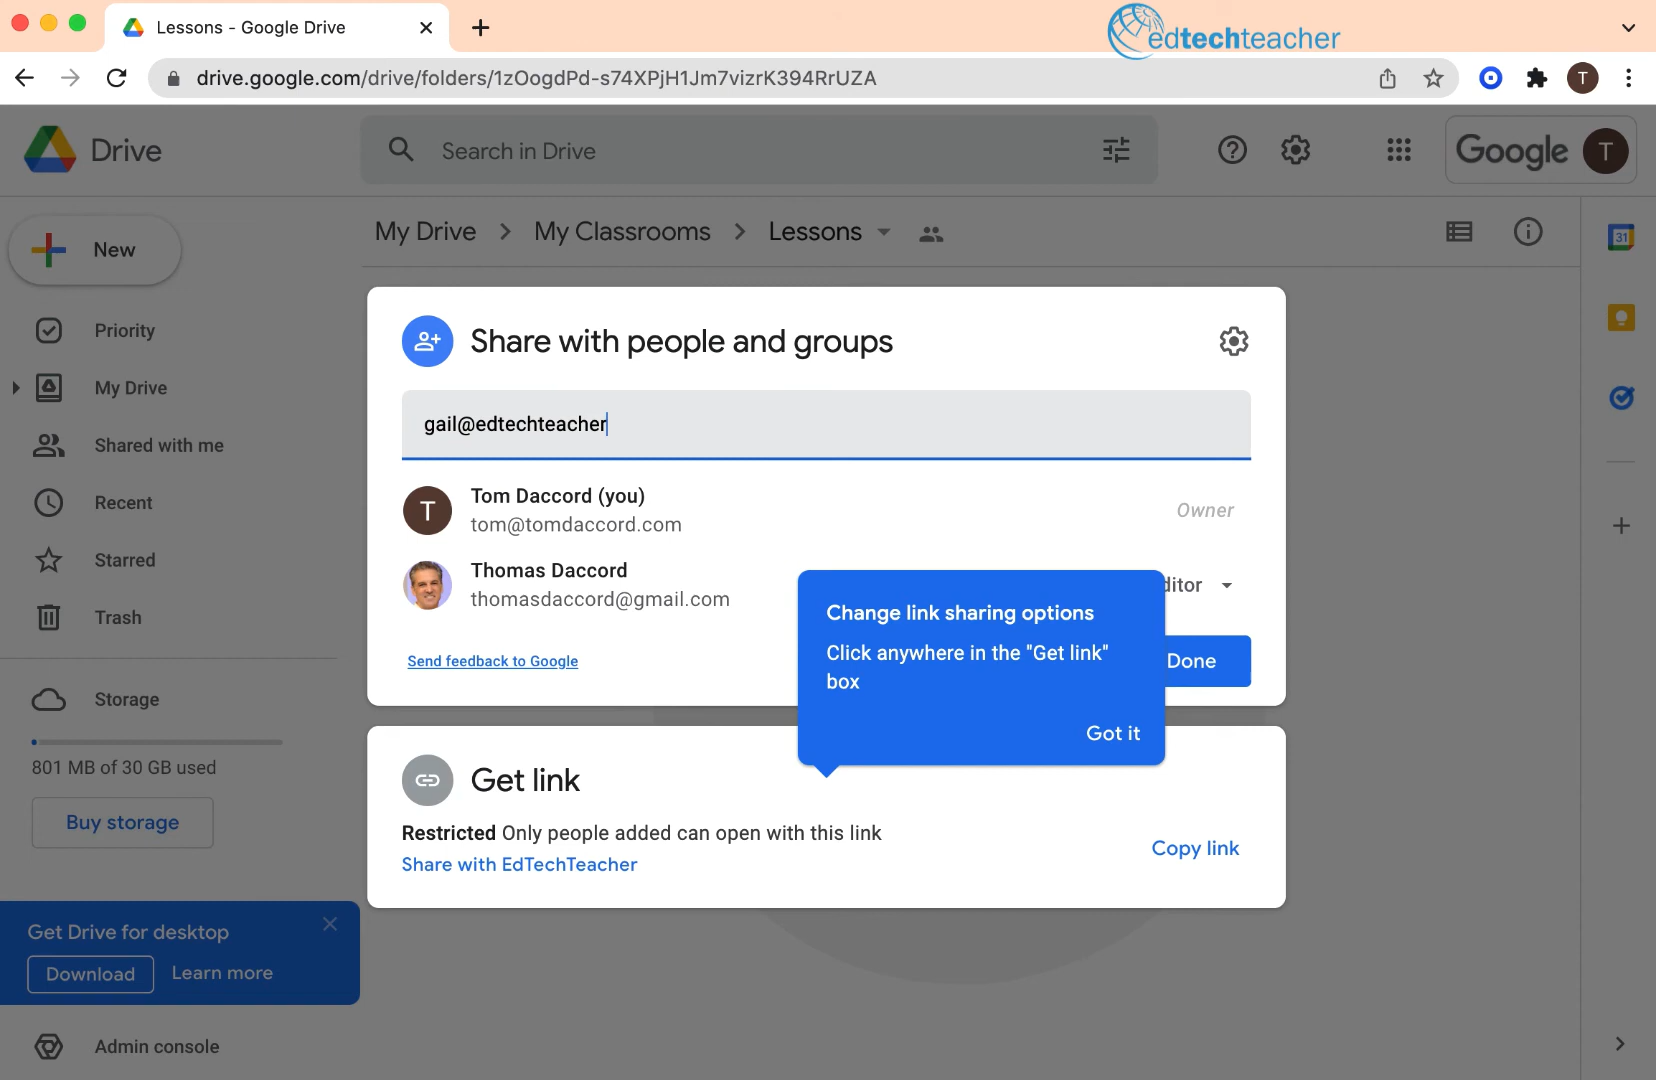 Lessons - Google Drive
edtechteacher
drive.google.com/drive/folders/1zOogdPd-s74XPjH1Jm7vizrK394RrUZA
T
Drive
Search in Drive
Google
T
My Drive
My Classrooms
Lessons
31
New
Priority
My Drive
Shared with me
Recent
Starred
Trash
Storage
801 MB of 30 GB used
Buy storage
Get Drive for desktop
Download
Learn more
Admin console
Share with people and groups
gail@edtechteacher
T
Tom Daccord (you)
tom@tomdaccord.com
Owner
Thomas Daccord
thomasdaccord@gmail.com
ditor
Send feedback to Google
Done
Change link sharing options
Click anywhere in the "Get link"
box
Got it
Get link
Restricted Only people added can open with this link
Share with EdTechTeacher
Copy link